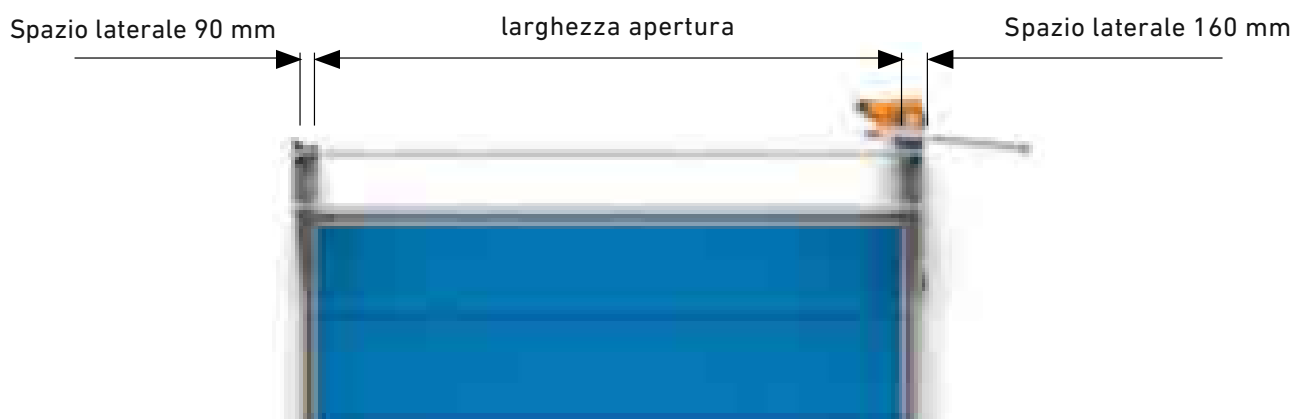 Spazio laterale 90 mm
larghezza apertura
Spazio laterale 160 mm